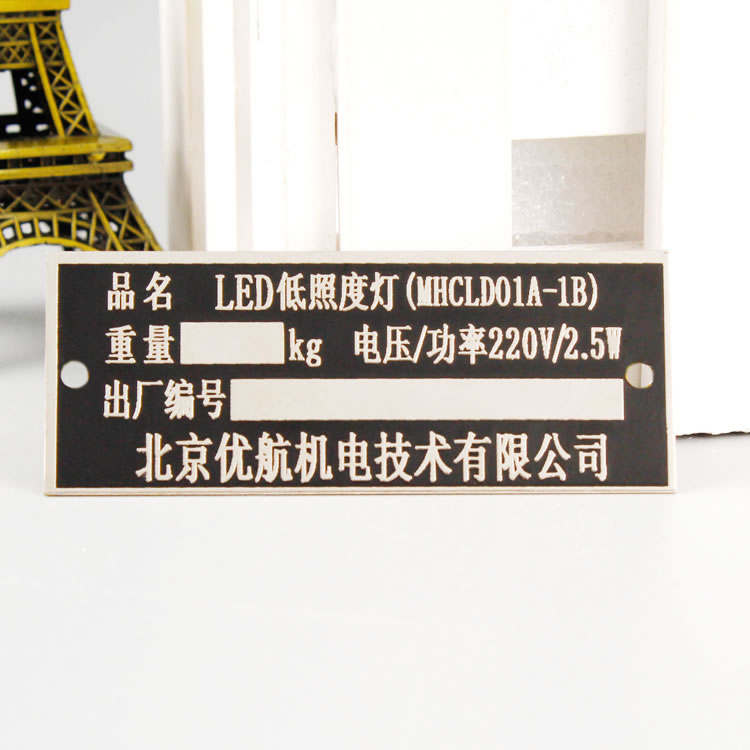 品名 LED低照度灯(MHCLD01A-1B)
重量 kg 电压/功率220V/2.5W
出厂编号
北京优航机电技术有限公司